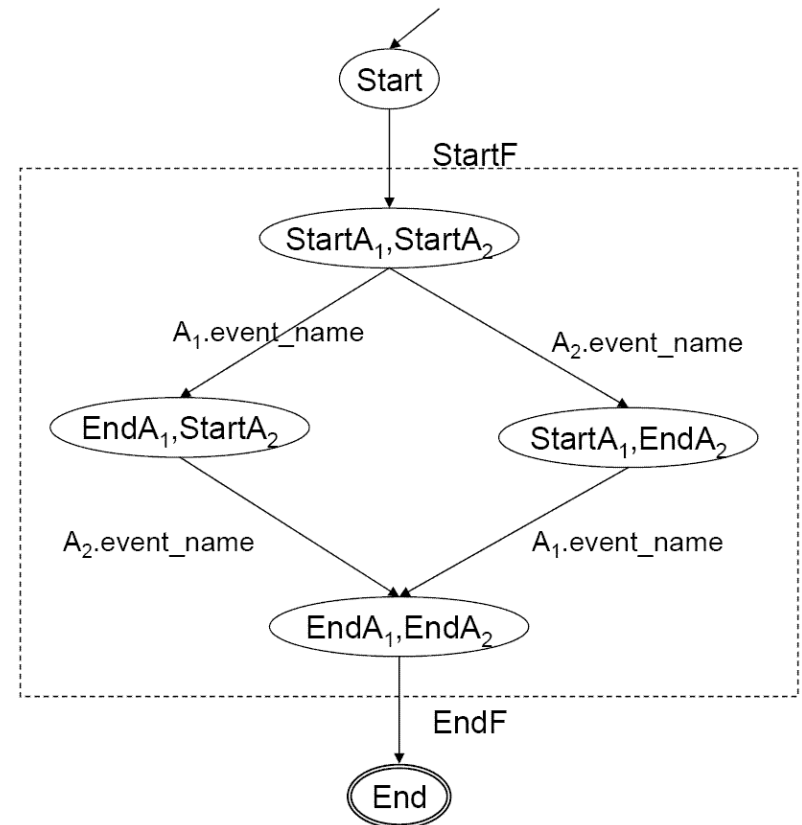 Start
StartF
StartA₁,StartA₂
A₁.event_name
A₂.event_name
EndA₁,StartA₂
StartA₁,EndA₂
A₂.event_name
A₁.event_name
EndA₁,EndA₂
EndF
End